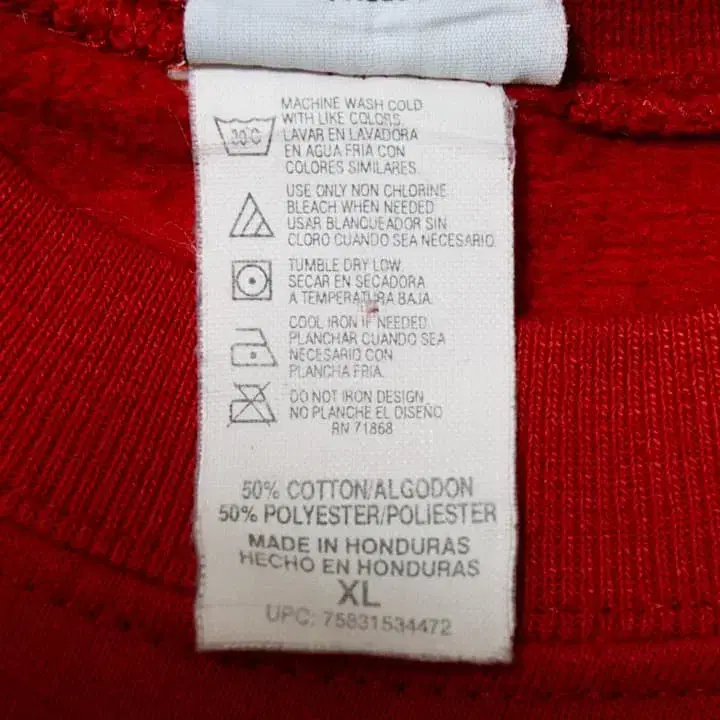 30°C
MACHINE WASH COLD
WITH LIKE COLORS.
LAVAR EN LAVADORA
EN AGUA FRIA CON
COLORES SIMILARES.
USE ONLY NON CHLORINE
BLEACH WHEN NEEDED
USAR BLANQUEADOR SIN
CLORO CUANDO SEA NECESARIO.
TUMBLE DRY LOW.
SECAR EN SECADORA
A TEMPERATURA BAJA.
COOL IRON IF NEEDED
PLANCHAR CUANDO SEA
NECESARIO CON
PLANCHA FRIA.
DO NOT IRON DESIGN
NO PLANCHE EL DISEÑO
RN 71868
50% COTTON/ALGODON
50% POLYESTER/POLIESTER
MADE IN HONDURAS
HECHO EN HONDURAS
XL
UPC: 75831534472